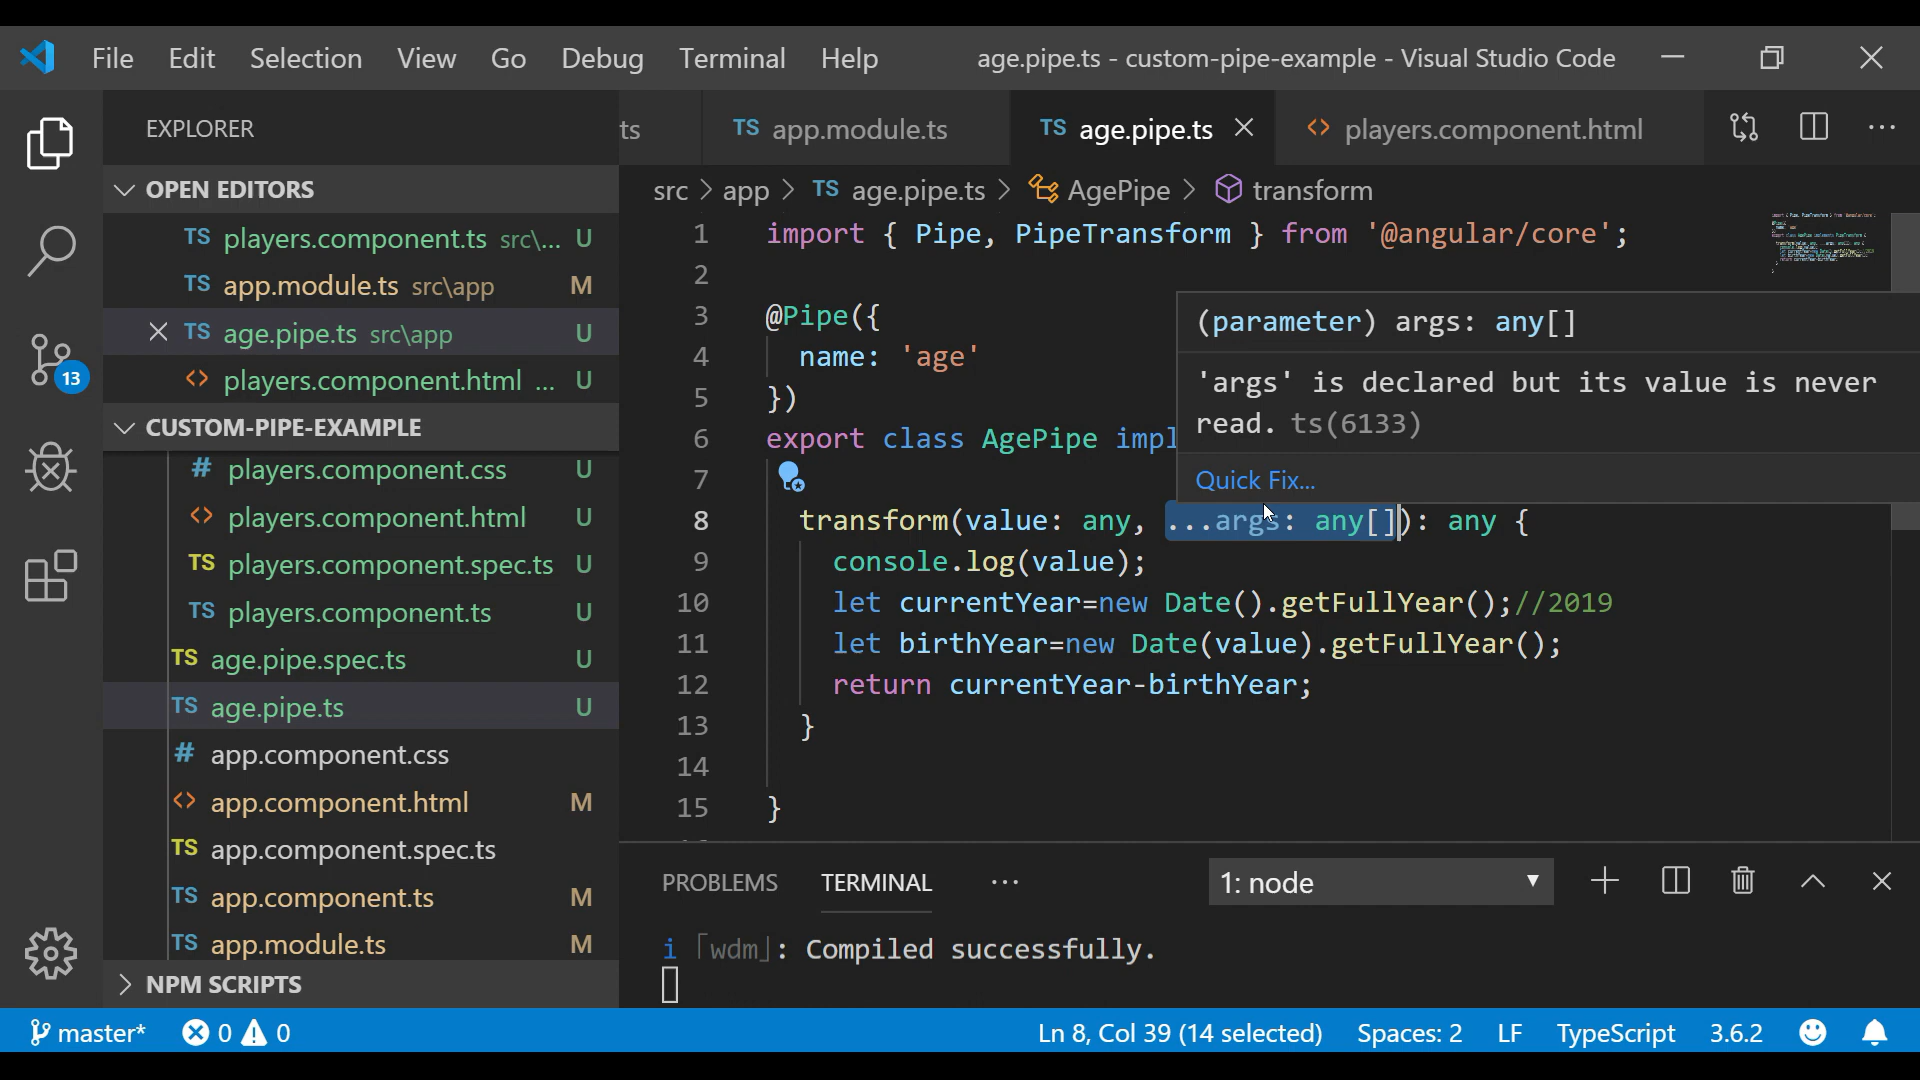 File Edit Selection View Go Debug Terminal Help age.pipe.ts - custom-pipe-example - Visual Studio Code
EXPLORER
OPEN EDITORS
TS players.component.ts src\... U
TS app.module.ts src\app M
TS age.pipe.ts src\app U
<> players.component.html ... U
CUSTOM-PIPE-EXAMPLE
# players.component.css U
<> players.component.html U
TS players.component.spec.ts U
TS players.component.ts U
TS age.pipe.spec.ts U
TS age.pipe.ts U
# app.component.css
<> app.component.html M
TS app.component.spec.ts
TS app.component.ts M
TS app.module.ts M
NPM SCRIPTS
13
ts TS app.module.ts TS age.pipe.ts <> players.component.html ...
src > app > TS age.pipe.ts > AgePipe > transform
1 import { Pipe, PipeTransform } from '@angular/core';
2
3 @Pipe({
4 name: 'age'
5 })
6 export class AgePipe impl
7
8 transform(value: any, ...args: any[]): any {
9 console.log(value);
10 let currentYear=new Date().getFullYear();//2019
11 let birthYear=new Date(value).getFullYear();
12 return currentYear-birthYear;
13 }
14
15 }
(parameter) args: any[]
'args' is declared but its value is never
read. ts(6133)
Quick Fix...
PROBLEMS TERMINAL ... 1: node
i ｢wdm｣: Compiled successfully.
master* 0 0 Ln 8, Col 39 (14 selected) Spaces: 2 LF TypeScript 3.6.2